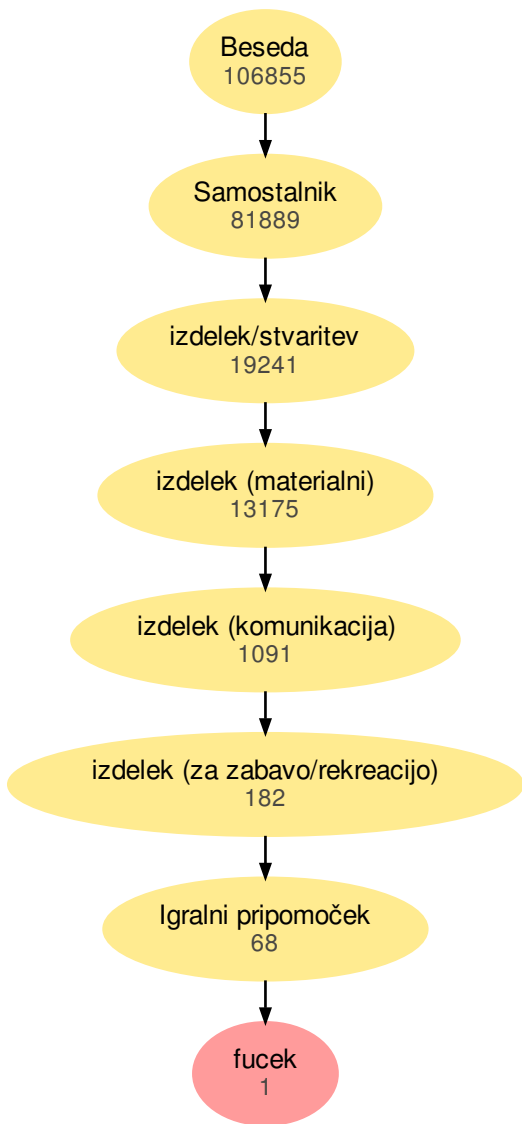 Beseda
106855
Samostalnik
81889
izdelek/stvaritev
19241
izdelek (materialni)
13175
izdelek (komunikacija)
1091
izdelek (za zabavo/rekreacijo)
182
Igralni pripomoček
68
fucek
1